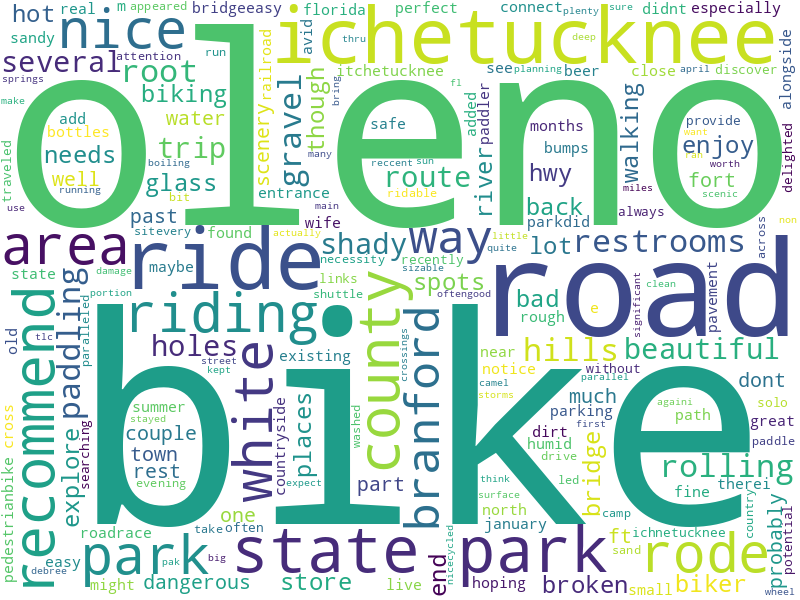 hot
real
m
appeared
bridgeeasy
florida
perfect
connect
plenty
sure
especially
sandy
nice
avid
run
didnt
springs
attention
ichetucknee
thru
deep
planning
fl
several
root
though
itchetucknee
see
beer
close
april
discover
alongside
make
biking
scenery
railroad
bring
add
bottles
water
gravel
many
safe
added
paddler
months
provide
want
ran
delighted
traveled
oleno
needs
boiling
trip
reccent
sun
river
bumps
walking
enjoy
worth
well
running
glass
entrance
route
ridable
hwy
fort
miles
scenic
use
bit
past
main
wife
back
always
non
sitevery
found
actually
parkdid
little
quite
across
area
ride
shady
way
lot
restrooms
state
maybe
necessity
recently
sizable
road
damage
links
spots
oftengood
significant
clean
pavement
portion
riding
shuttle
county
bad
e
rough
old
tlc
paralleled
paddling
street
kept
holes
existing
crossings
branford
near
hills
beautiful
recommend
white
bike
notice
camel
without
storms
parallel
dont
summer
stayed
countryside
places
washed
much
parking
first
path
againi
solo
great
cross
pedestrianbike
explore
searching
couple
town
rest
evening
humid
dirt
drive
led
bridge
paddle
expect
part
think
surface
rolling
fine
therei
one
north
january
camp
country
probably
potential
roadrace
take
often
ft
ichnetucknee
sand
easy
debree
park
pak
big
state
park
end
nicecycled
hoping
broken
rode
wheel
might
dangerous
store
live
small
biker